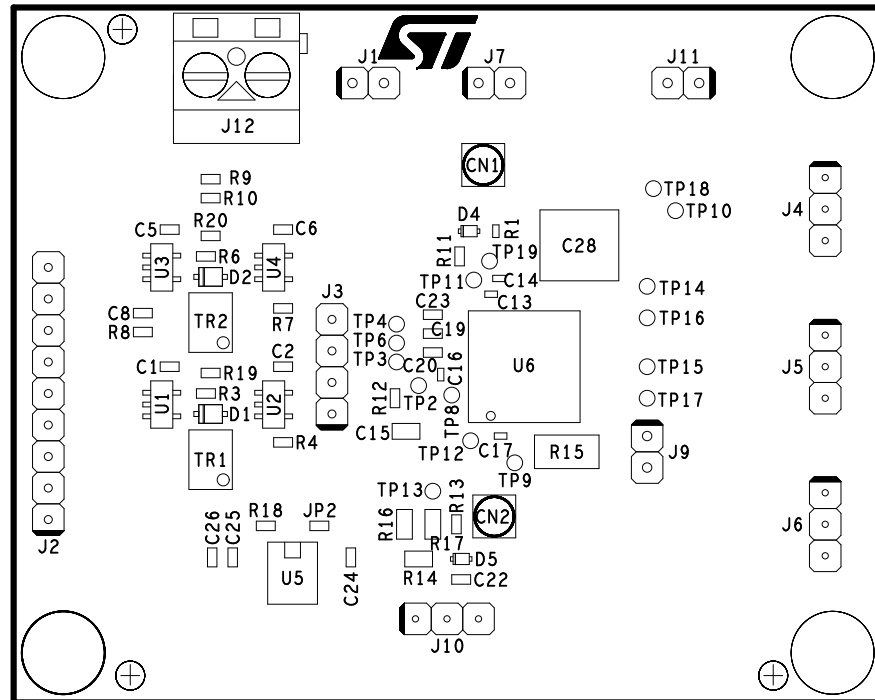 ST
J1
J7
J11
J12
CN1
R9
R10
TP18
TP10
J4
C5
R20
C6
D4
R1
R11
TP19
C28
U3
R6
D2
U4
TP11
C14
C13
TP14
J3
C23
C8
R8
TR2
R7
TP4
TP6
TP3
C19
TP16
U6
C1
R19
C2
C20
C16
TP15
J5
U1
R3
D1
U2
R12
TP2
TP8
TP17
C15
R4
TP12
C17
R15
J9
TR1
TP9
TP13
R18
JP2
R16
R13
CN2
J6
J2
C26
C25
R17
U5
C24
R14
D5
C22
J10